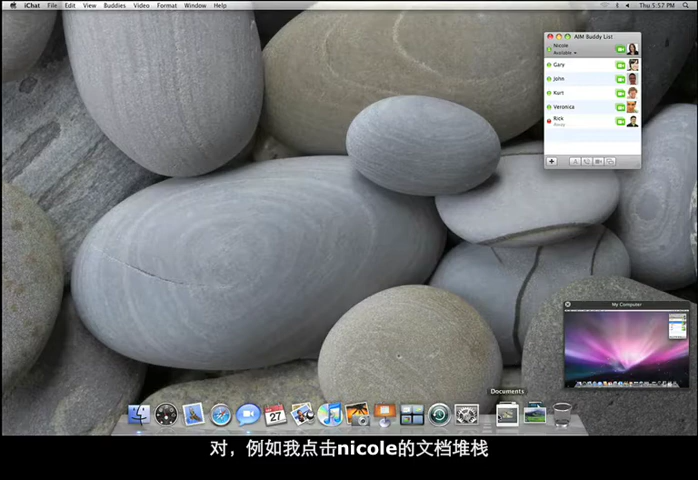 iChat File Edit View Buddies Video Format Window Help
Thu 5:57 PM
AIM Buddy List
Nicole
Available
Gary
John
Kurt
Veronica
Rick
Away
My Computer
Documents
27
对，例如我点击nicole的文档堆栈